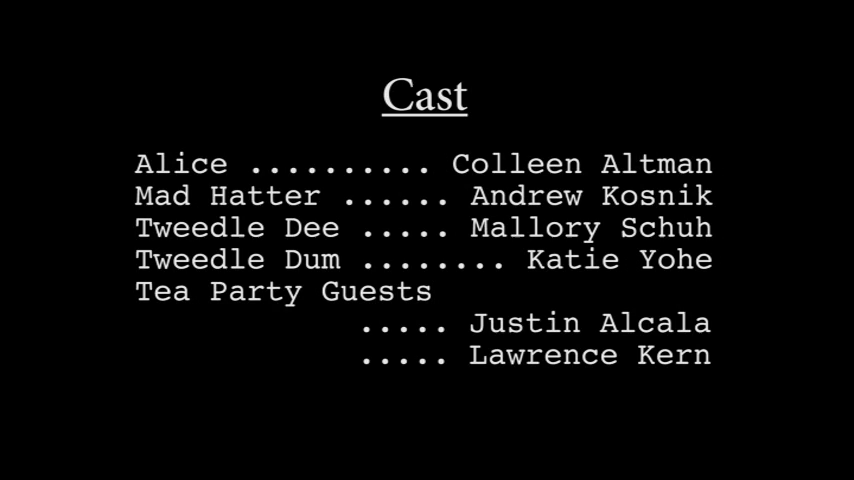 Cast
Alice .......... Colleen Altman
Mad Hatter ...... Andrew Kosnik
Tweedle Dee ..... Mallory Schuh
Tweedle Dum ........ Katie Yohe
Tea Party Guests
..... Justin Alcala
..... Lawrence Kern